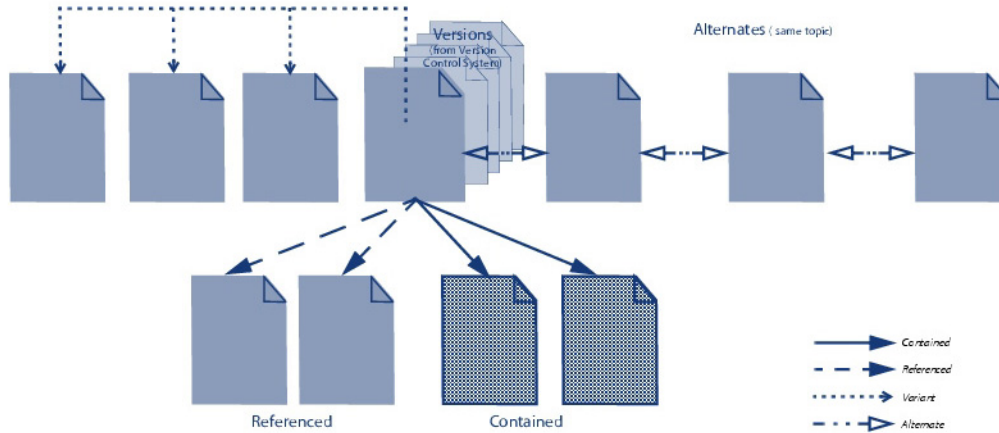 Versions
(from Version
Control System)
Alternates ( same topic)
Referenced
Contained
Contained
Referenced
Variant
Alternate